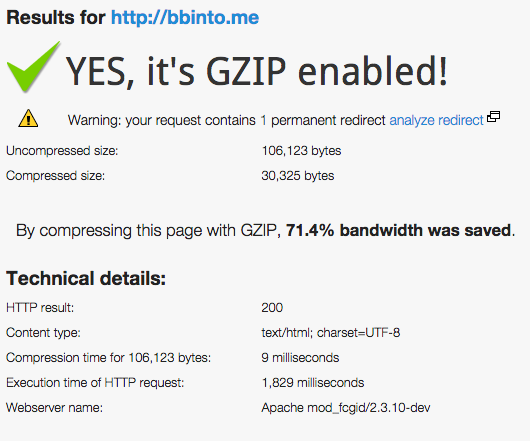 Results for http://bbinto.me
YES, it's GZIP enabled!
Warning: your request contains 1 permanent redirect analyze redirect
Uncompressed size: 106,123 bytes
Compressed size: 30,325 bytes
By compressing this page with GZIP, 71.4% bandwidth was saved.
Technical details:
HTTP result: 200
Content type: text/html; charset=UTF-8
Compression time for 106,123 bytes: 9 milliseconds
Execution time of HTTP request: 1,829 milliseconds
Webserver name: Apache mod_fcgid/2.3.10-dev